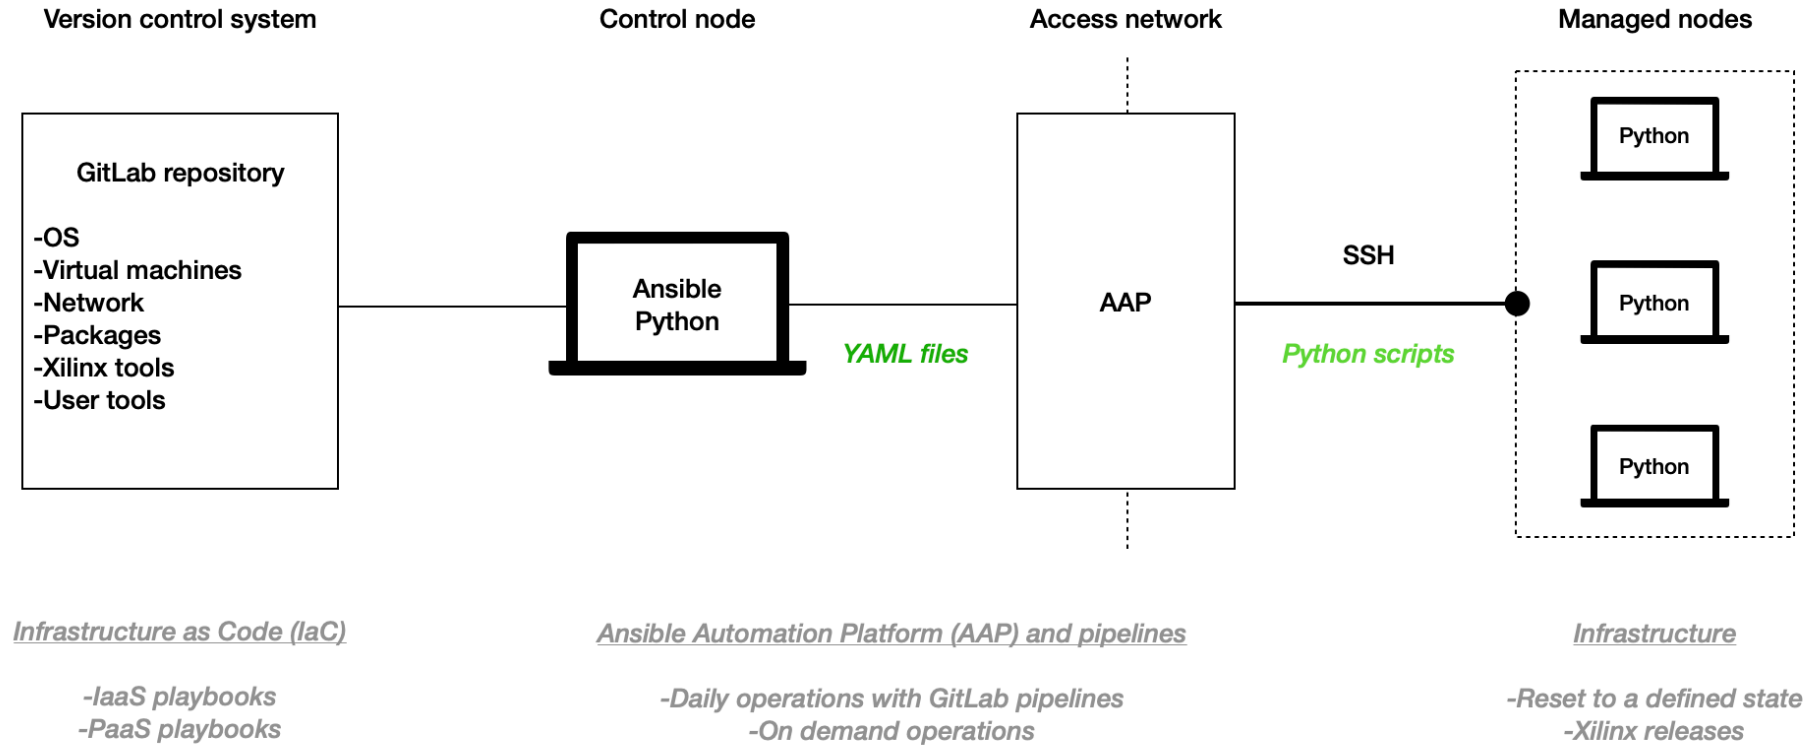 Version control system
Control node
Access network
Managed nodes
GitLab repository
-OS
-Virtual machines
-Network
-Packages
-Xilinx tools
-User tools
Ansible
Python
YAML files
AAP
SSH
Python scripts
Python
Python
Python
Infrastructure as Code (IaC)
-IaaS playbooks
-PaaS playbooks
Ansible Automation Platform (AAP) and pipelines
-Daily operations with GitLab pipelines
-On demand operations
Infrastructure
-Reset to a defined state
-Xilinx releases